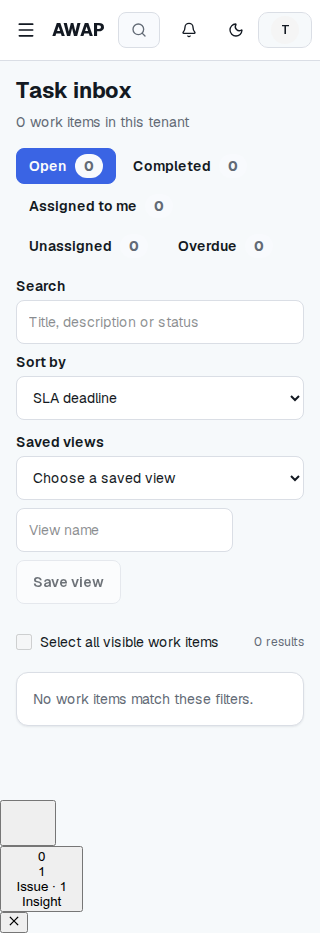 AWAP
T
Task inbox
0 work items in this tenant
Open 0
Completed 0
Assigned to me 0
Unassigned 0
Overdue 0
Search
Title, description or status
Sort by
SLA deadline
Saved views
Choose a saved view
View name
Save view
Select all visible work items
0 results
No work items match these filters.
0
1
Issue · 1
Insight